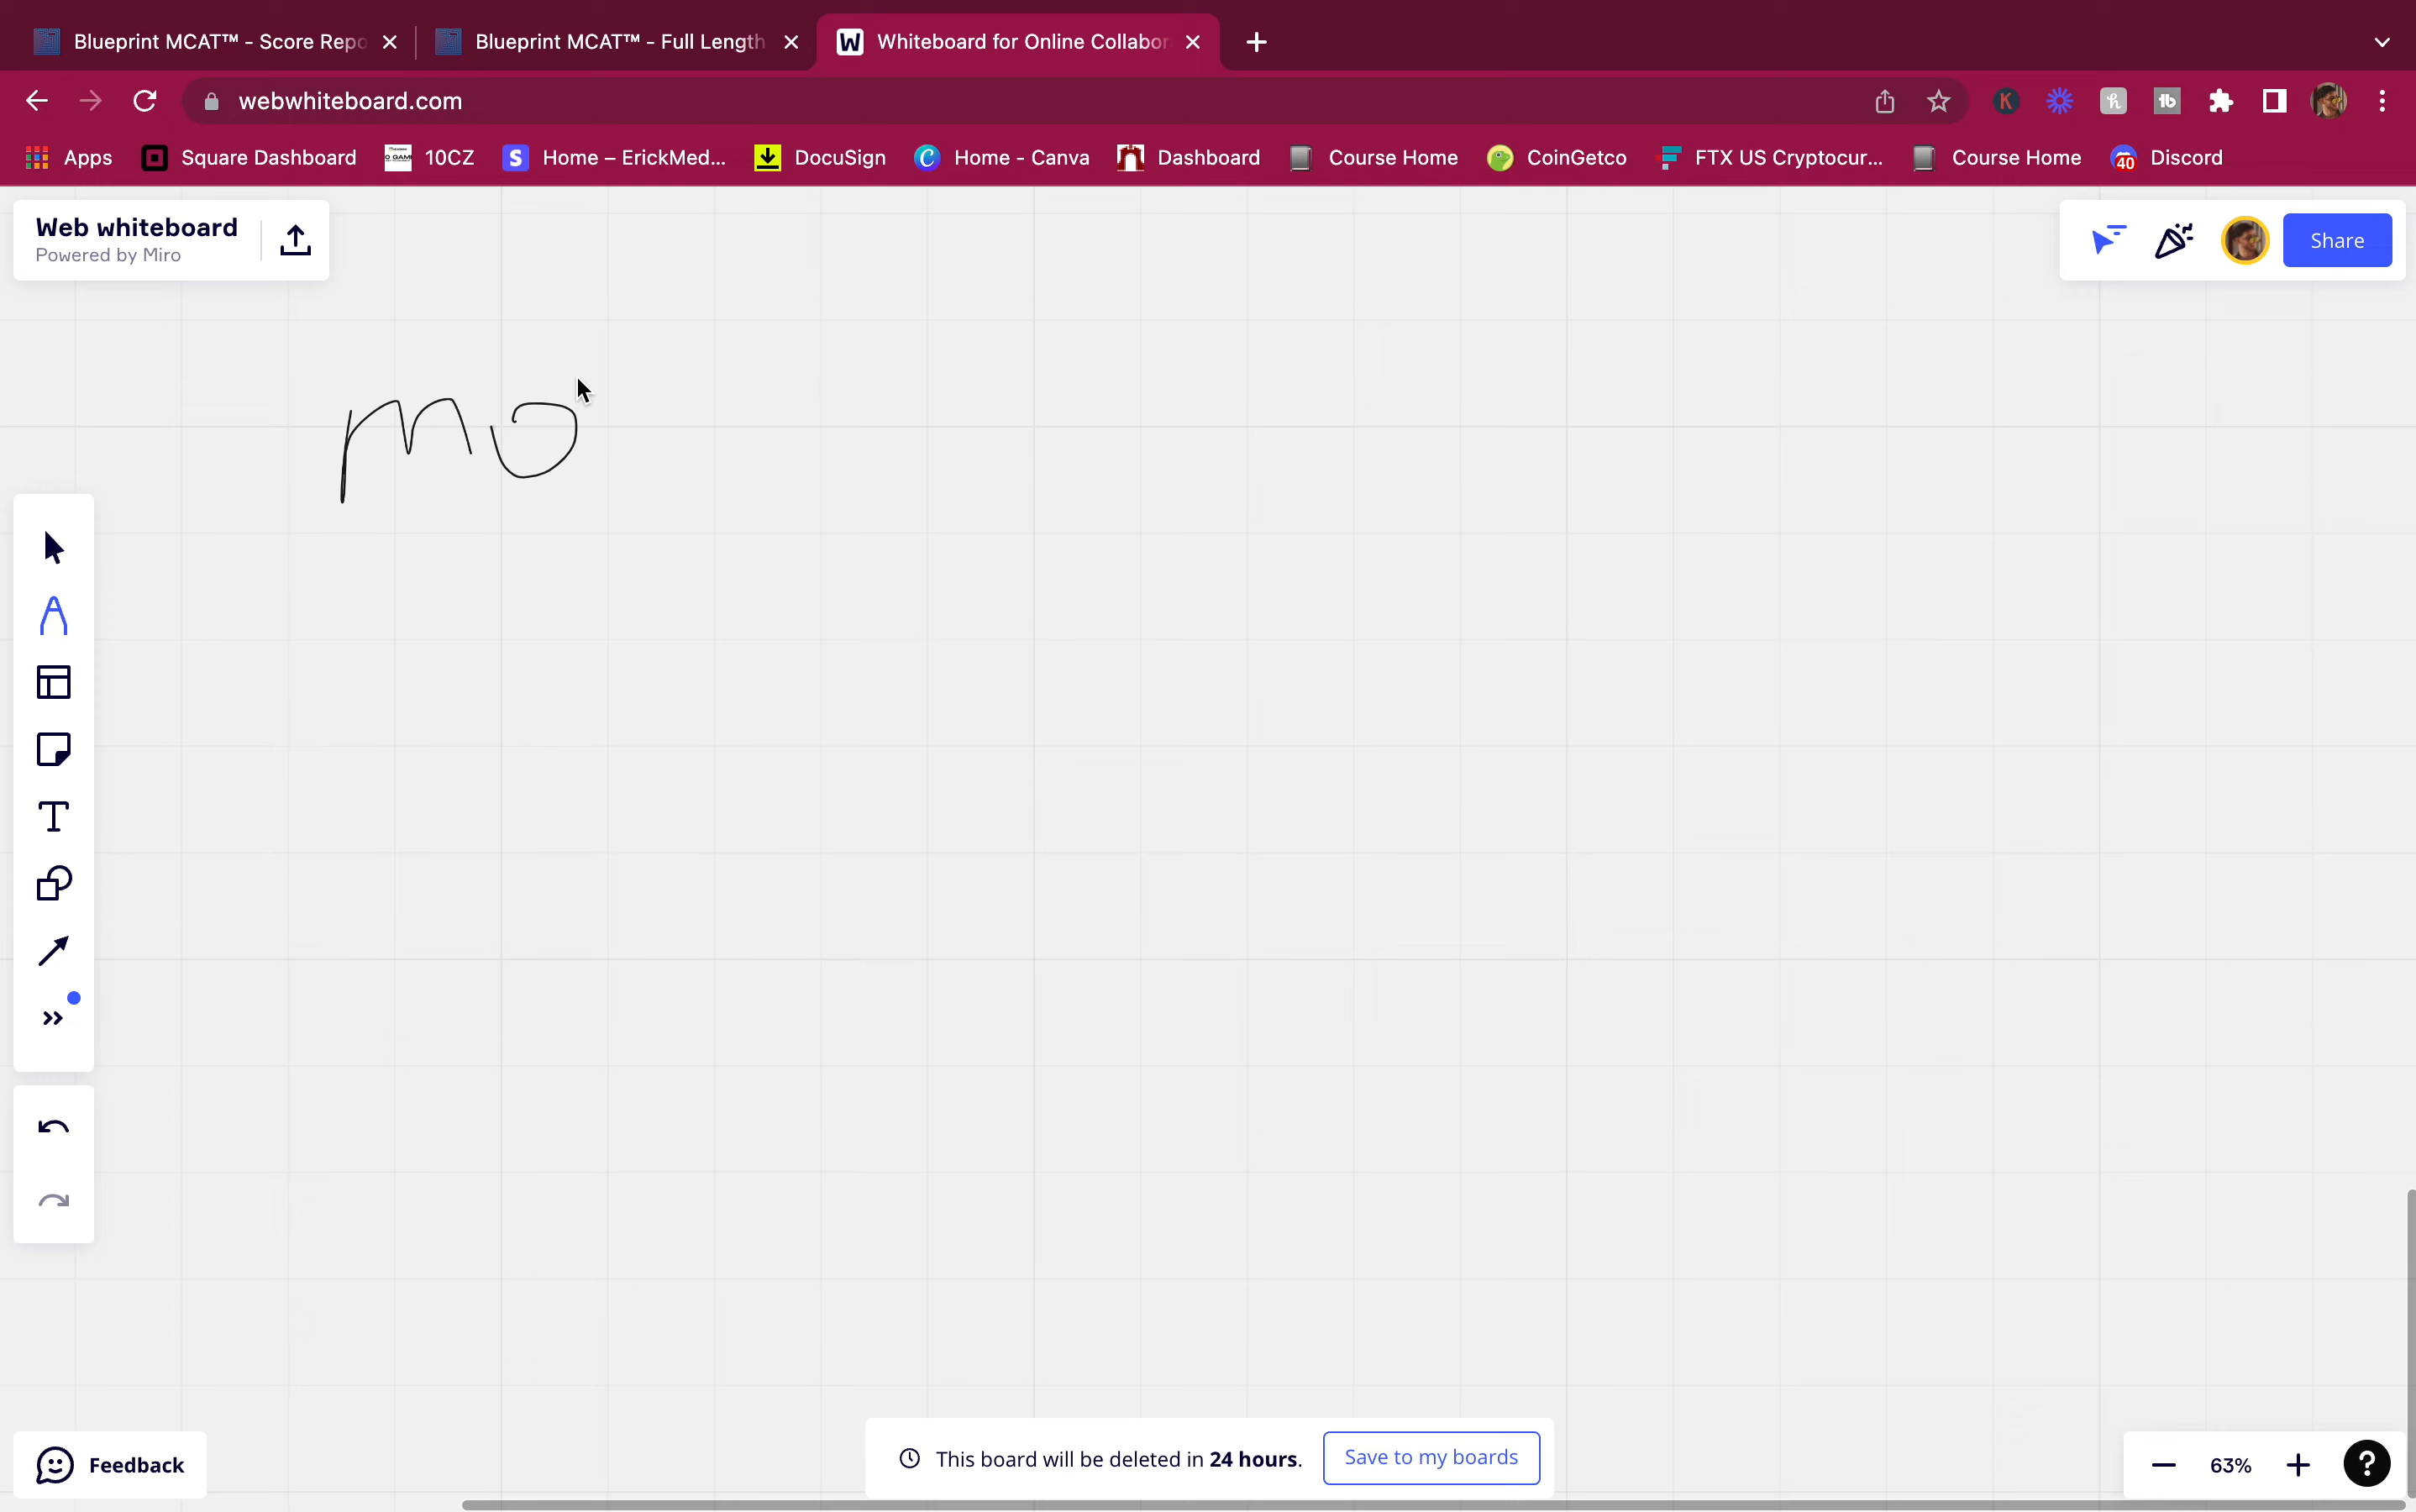 Blueprint MCAT™ - Score Repo
Blueprint MCAT™ - Full Length
W Whiteboard for Online Collabor
webwhiteboard.com
K
h
tb
Apps
Square Dashboard
10CZ
S Home – ErickMed...
DocuSign
C Home - Canva
Dashboard
Course Home
CoinGetco
FTX US Cryptocur...
Course Home
40 Discord
Web whiteboard
Powered by Miro
Share
mo
T
Feedback
This board will be deleted in 24 hours.
Save to my boards
63%
?